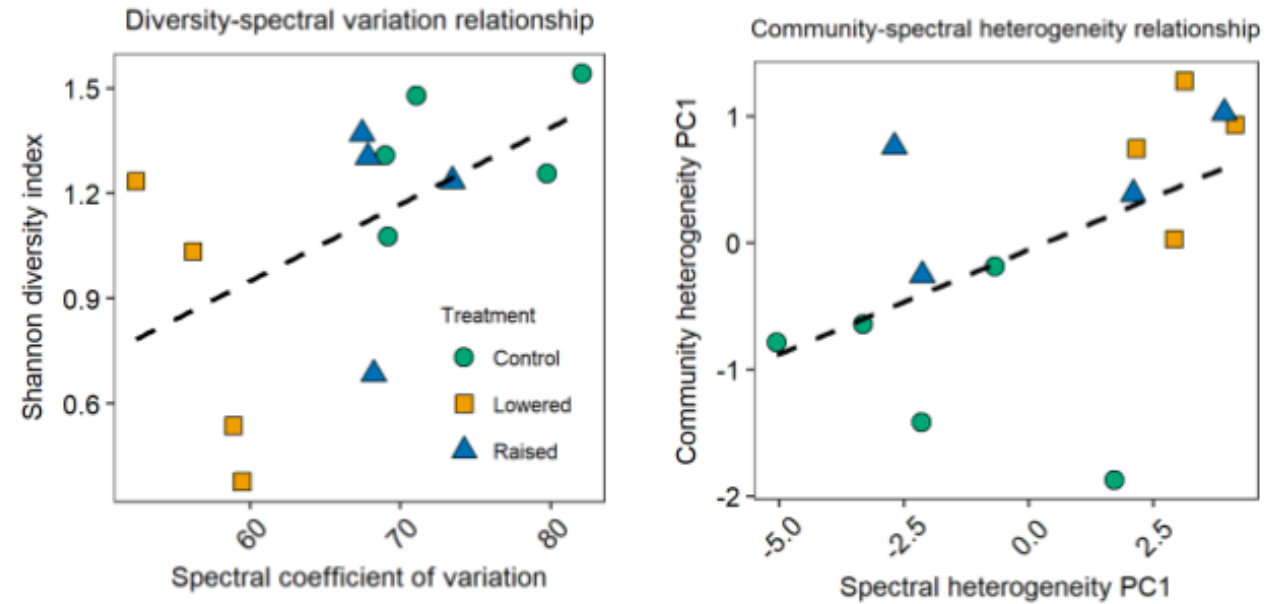 Diversity-spectral variation relationship
Shannon diversity index
1.5
1.2
0.9
0.6
Treatment
Control
Lowered
Raised
60
70
80
Spectral coefficient of variation
Community-spectral heterogeneity relationship
Community heterogeneity PC1
1
0
-1
-2
-5.0
-2.5
0.0
2.5
Spectral heterogeneity PC1